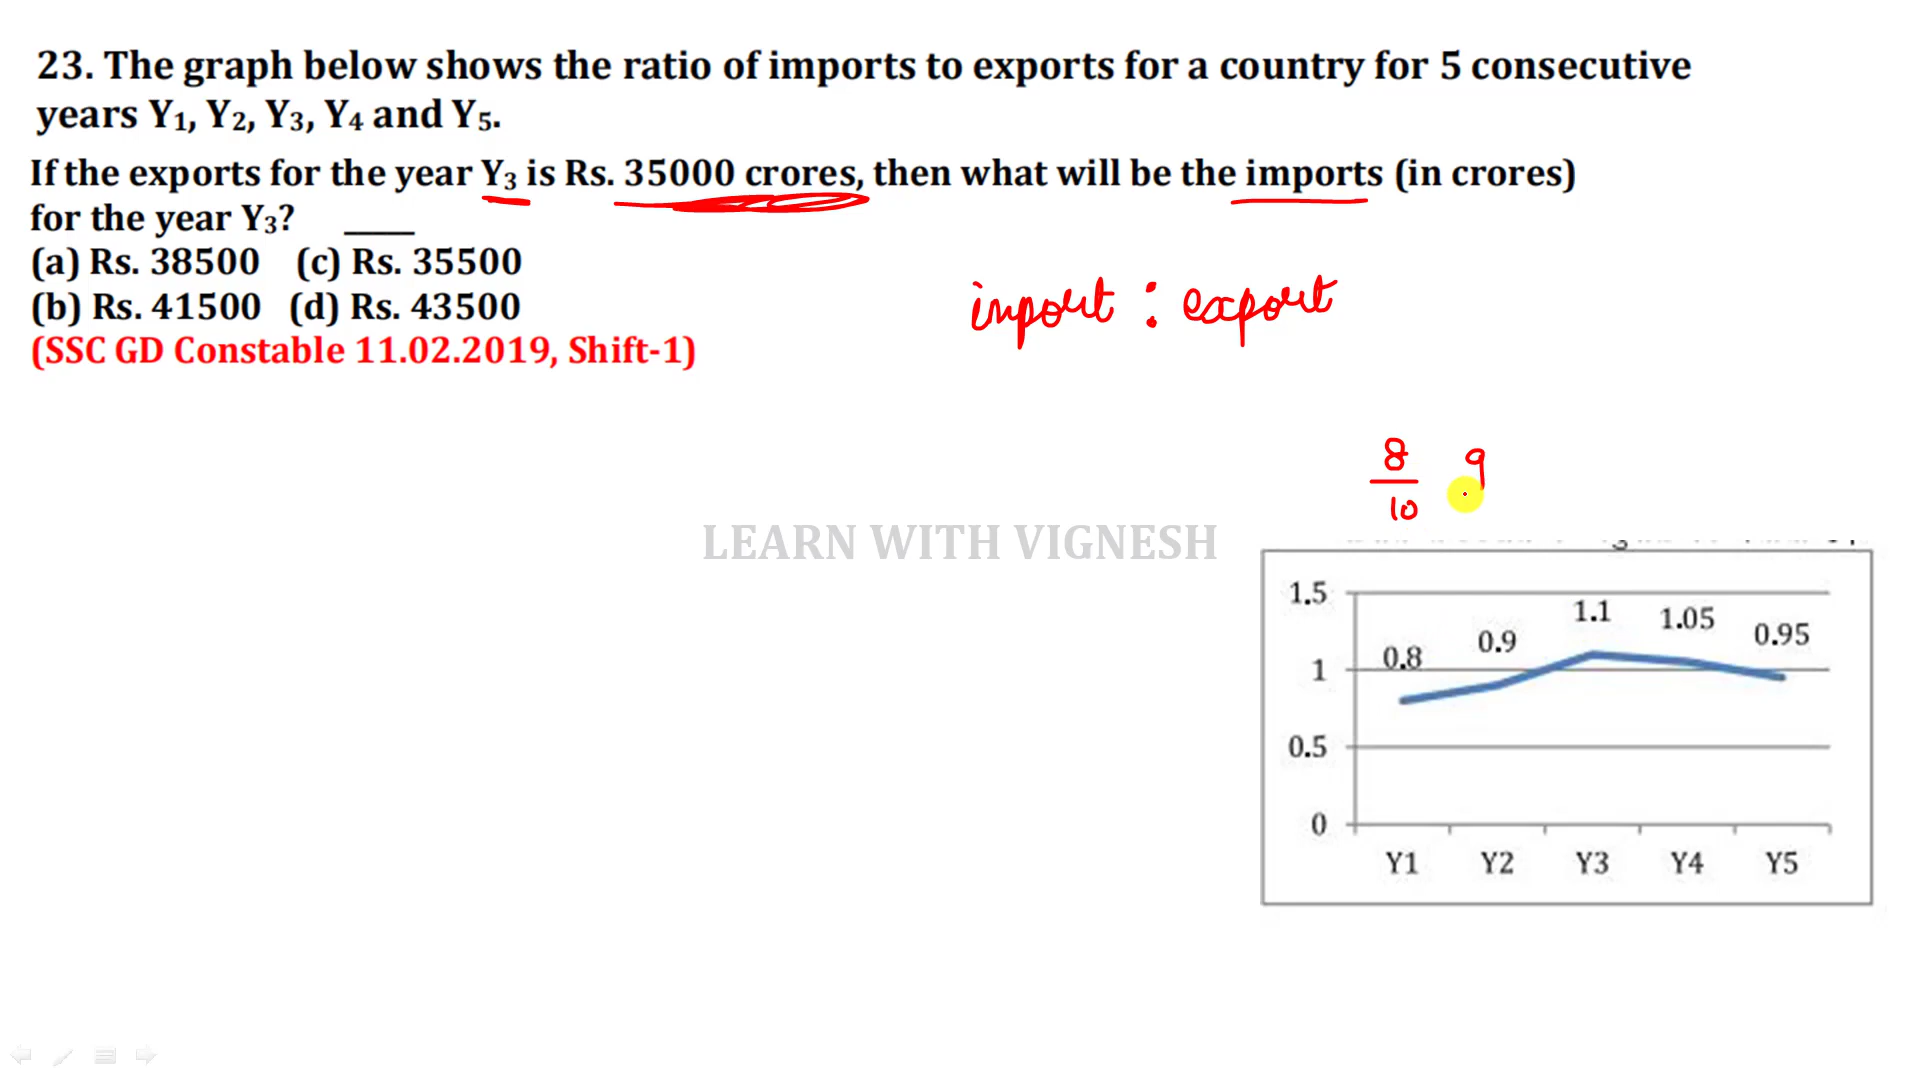 23. The graph below shows the ratio of imports to exports for a country for 5 consecutive
years Y₁, Y₂, Y₃, Y₄ and Y₅.
If the exports for the year Y₃ is Rs. 35000 crores, then what will be the imports (in crores)
for the year Y₃? _____
(a) Rs. 38500 (c) Rs. 35500
(b) Rs. 41500 (d) Rs. 43500
(SSC GD Constable 11.02.2019, Shift-1)
import : export
8 9
10
LEARN WITH VIGNESH
1.5
1.1 1.05
0.8 0.9 0.95
1
0.5
0
Y1 Y2 Y3 Y4 Y5